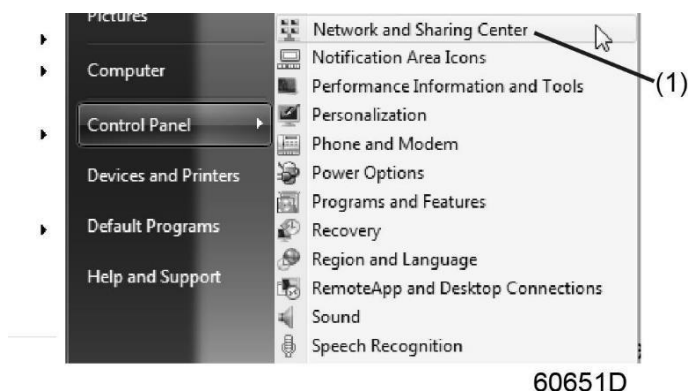 Pictures
Computer
Control Panel
Devices and Printers
Default Programs
Help and Support
Network and Sharing Center
Notification Area Icons
Performance Information and Tools
Personalization
Phone and Modem
Power Options
Programs and Features
Recovery
Region and Language
RemoteApp and Desktop Connections
Sound
Speech Recognition
(1)
60651D